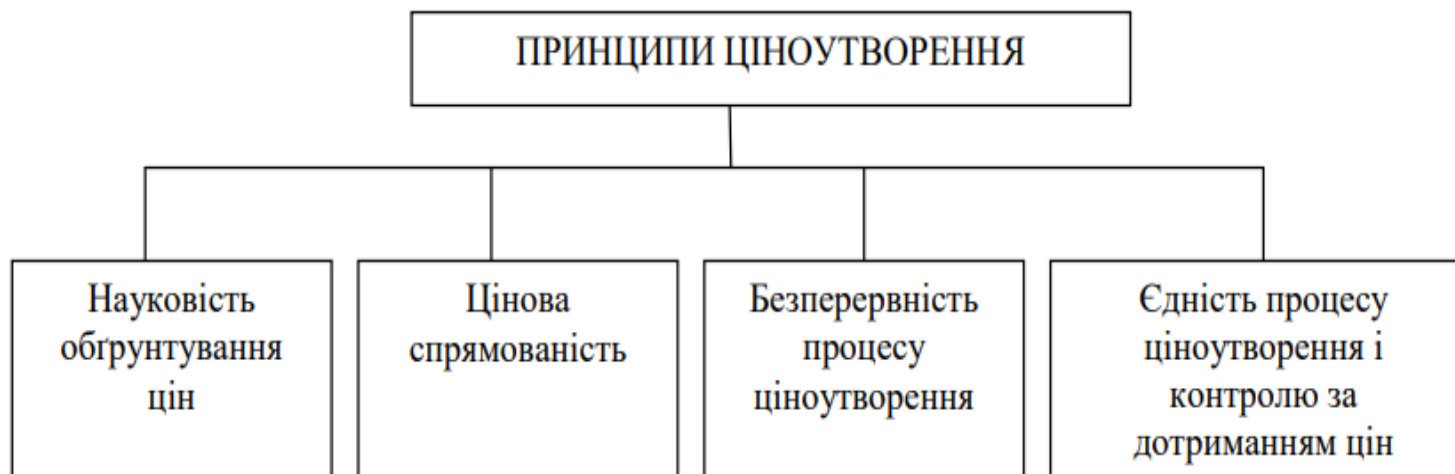 ПРИНЦИПИ ЦІНОУТВОРЕННЯ
Науковість
обґрунтування
цін
Цінова
спрямованість
Безперервність
процесу
ціноутворення
Єдність процесу
ціноутворення і
контролю за
дотриманням цін